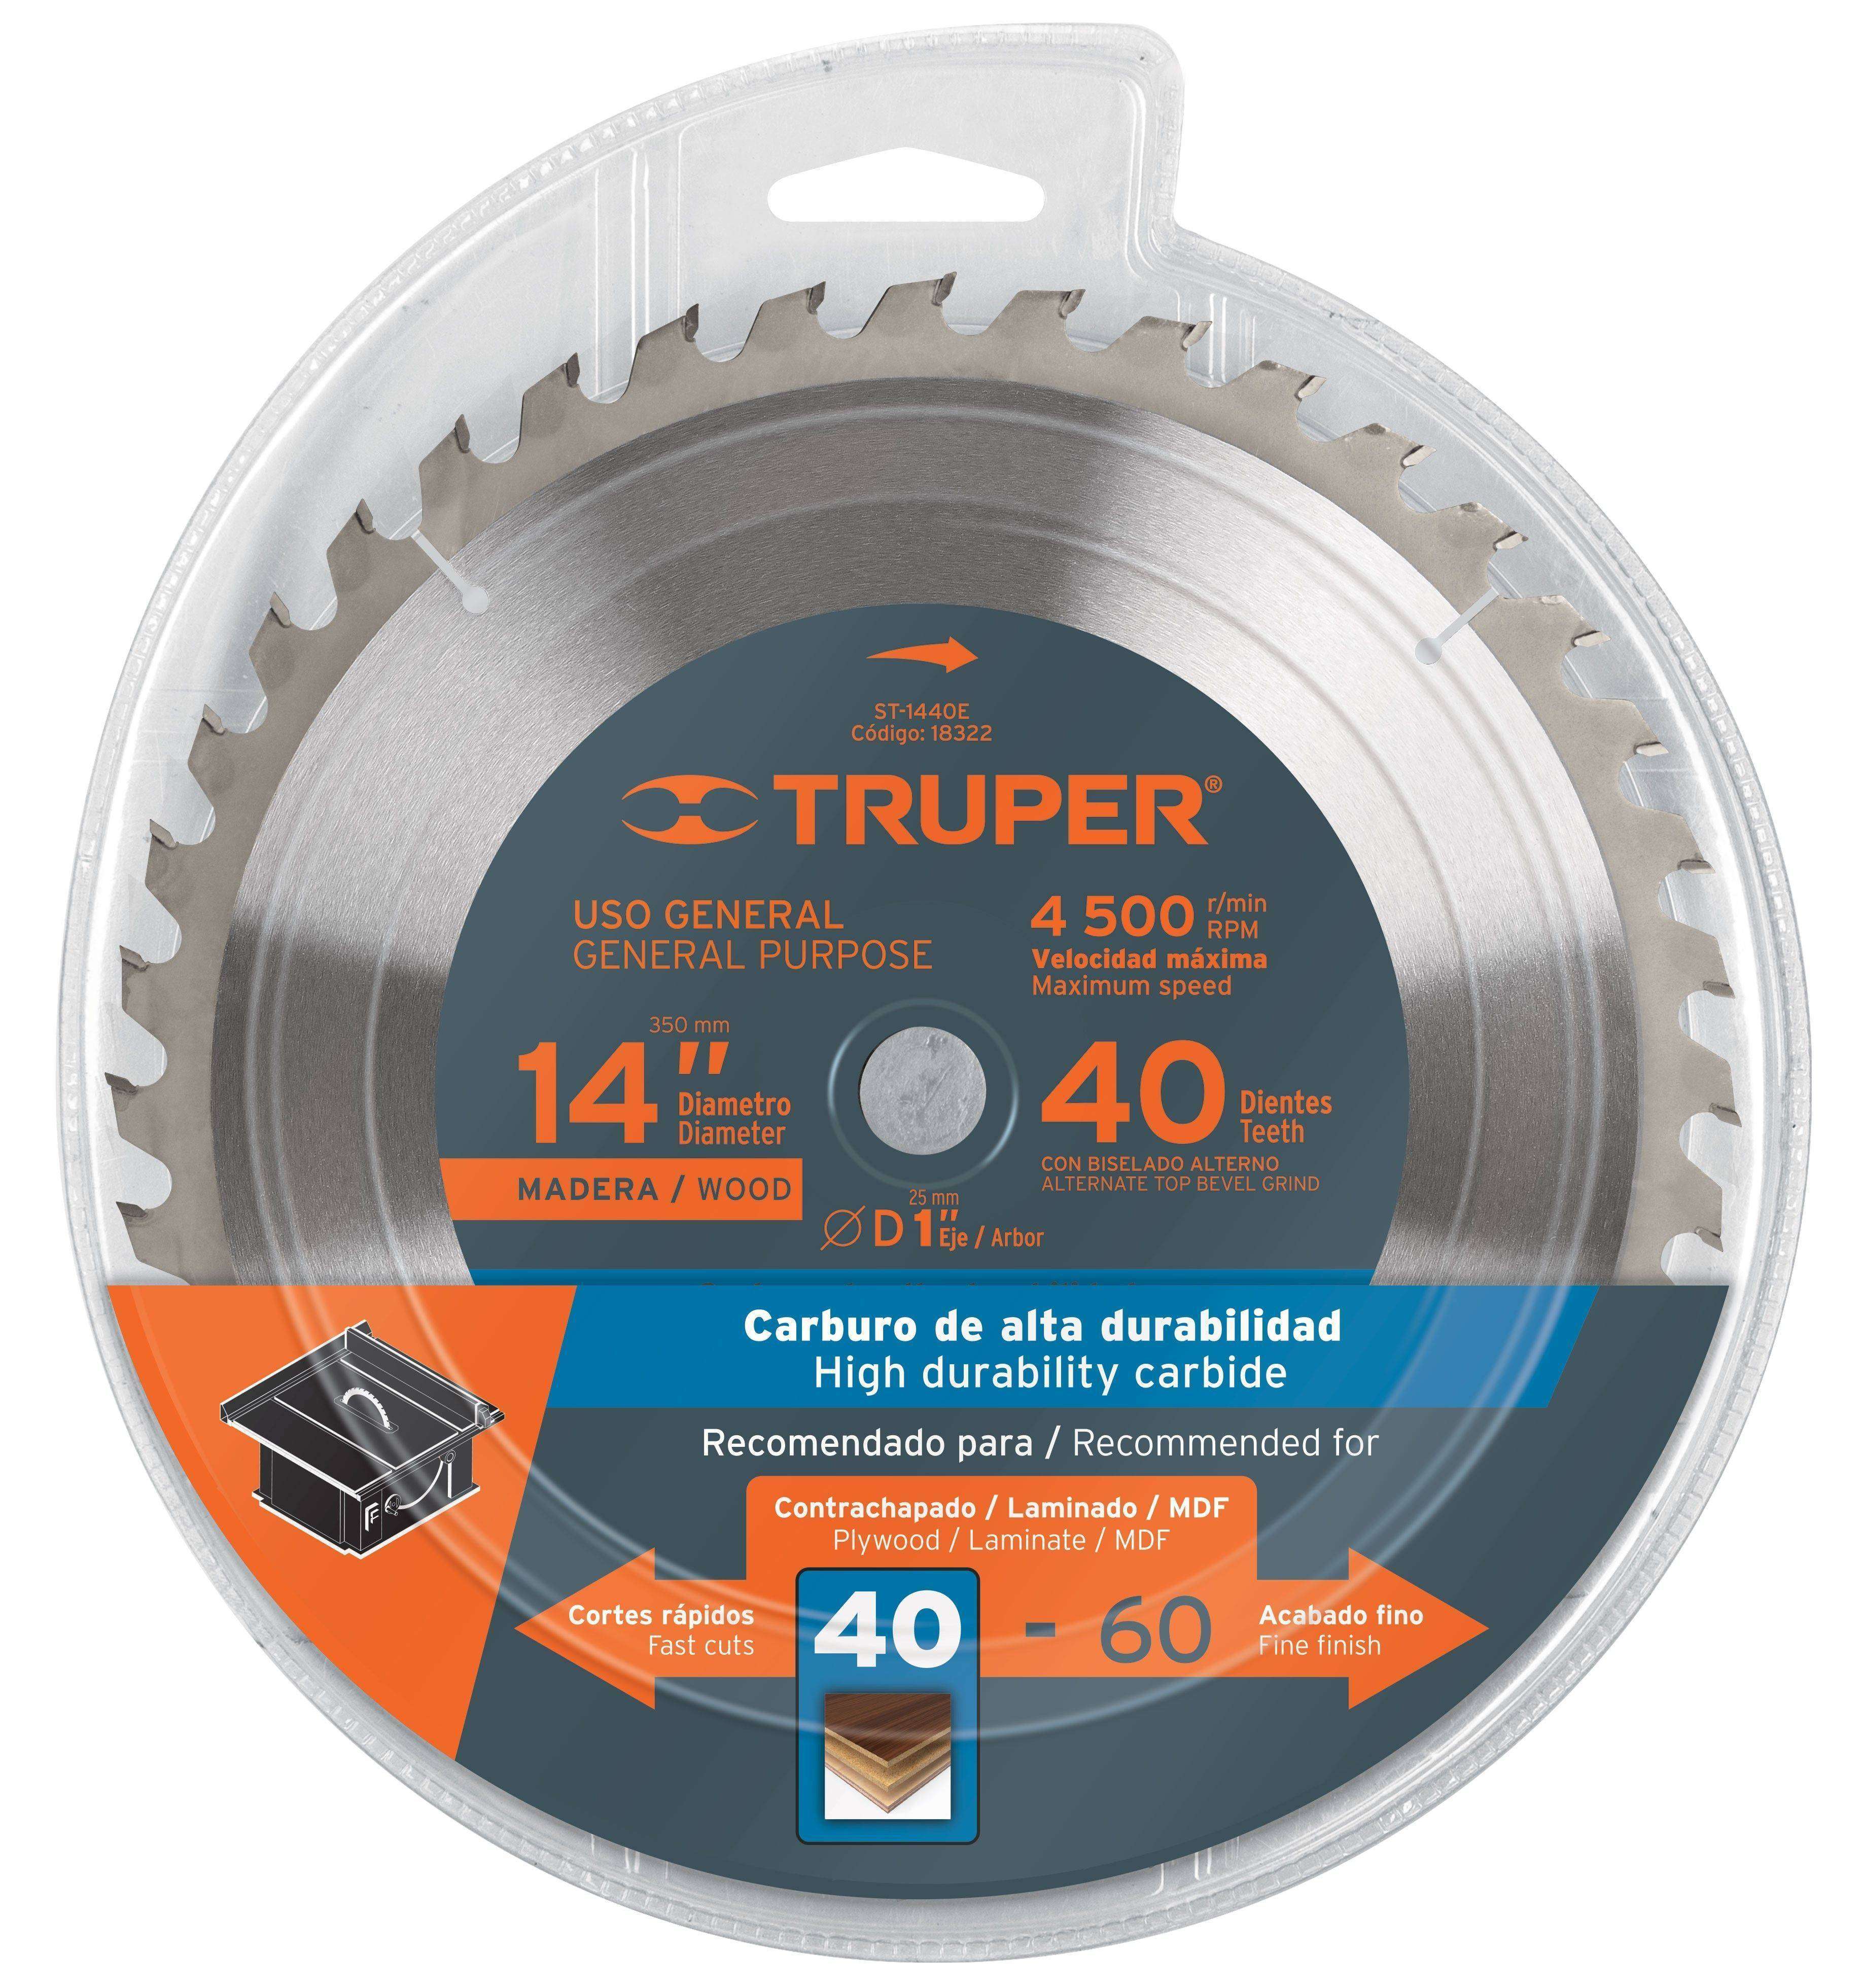 ST-1440E
Código: 18322
TRUPER®
USO GENERAL
GENERAL PURPOSE
4 500 r/min
RPM
Velocidad máxima
Maximum speed
350 mm
14"
Diametro
Diameter
MADERA / WOOD
40 Dientes
Teeth
CON BISELADO ALTERNO
ALTERNATE TOP BEVEL GRIND
25 mm
Ø D 1" Eje / Arbor
Carburo de alta durabilidad
High durability carbide
Recomendado para / Recommended for
Contrachapado / Laminado / MDF
Plywood / Laminate / MDF
Cortes rápidos
Fast cuts
40 - 60
Acabado fino
Fine finish